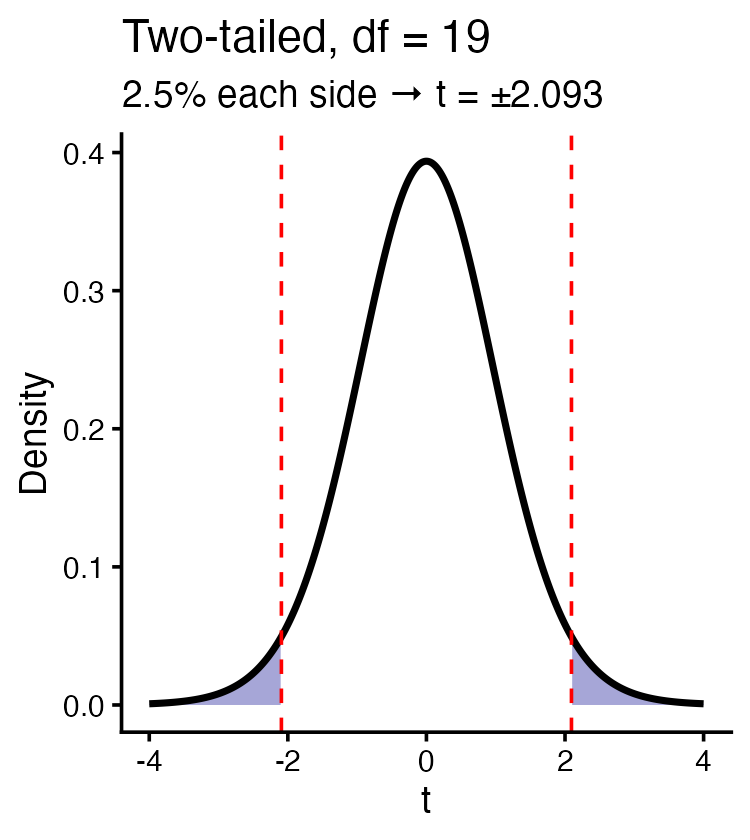 Two-tailed, df = 19
2.5% each side → t = ±2.093
0.4
0.3
0.2
0.1
0.0
Density
-4 -2 0 2 4
t